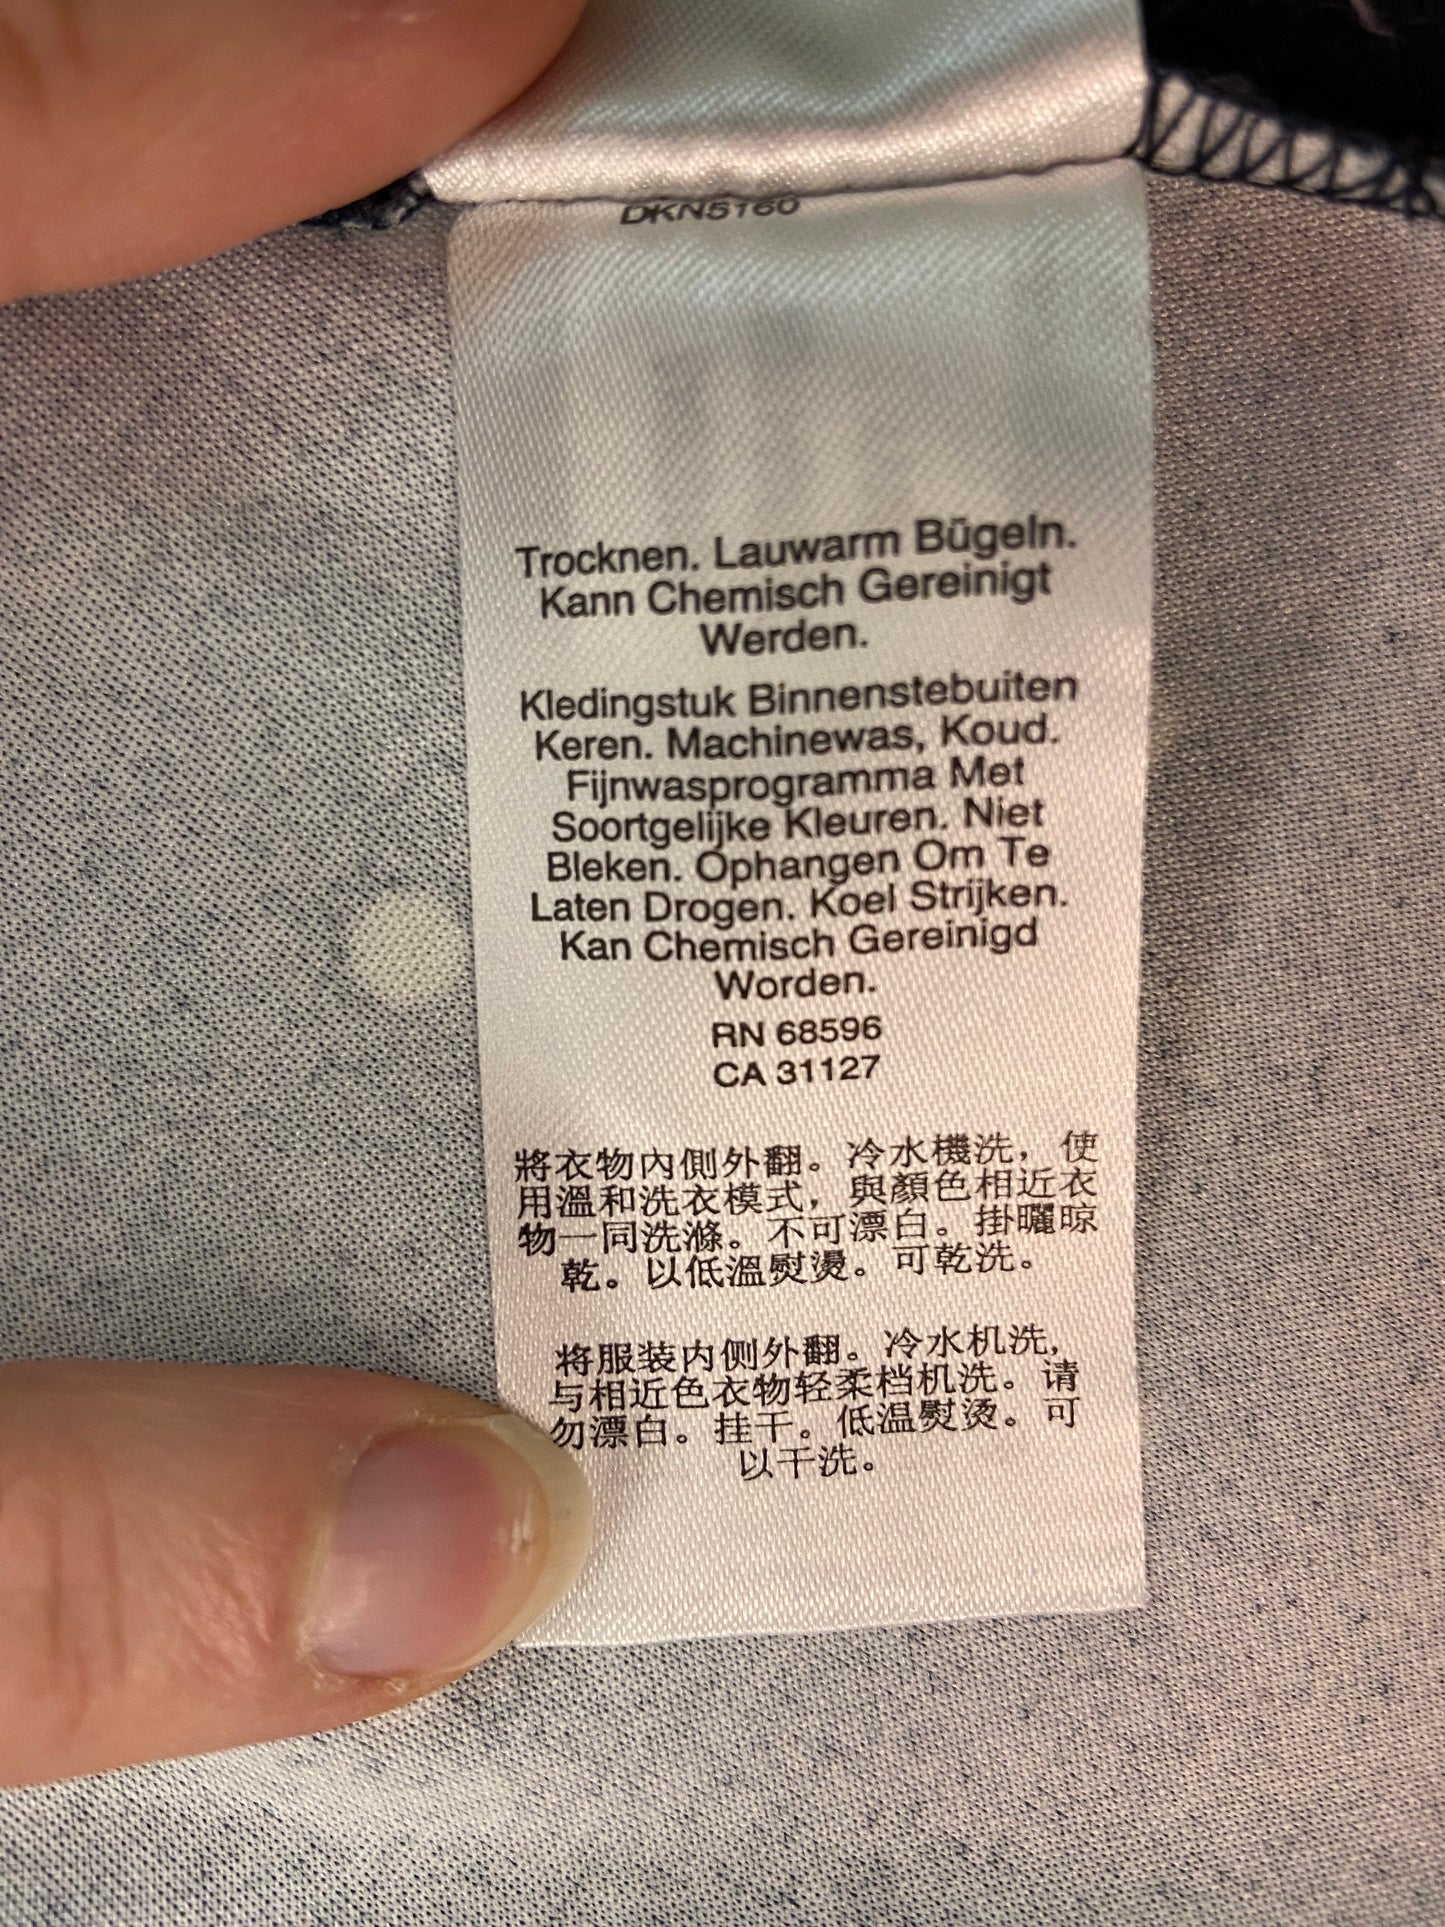 DKN5160
Trocknen. Lauwarm Bügeln.
Kann Chemisch Gereinigt
Werden.
Kledingstuk Binnenstebuiten
Keren. Machinewas, Koud.
Fijnwasprogramma Met
Soortgelijke Kleuren. Niet
Bleken. Ophangen Om Te
Laten Drogen. Koel Strijken.
Kan Chemisch Gereinigd
Worden.
RN 68596
CA 31127
將衣物內側外翻。冷水機洗，使
用溫和洗衣模式，與顏色相近衣
物一同洗滌。不可漂白。掛曬晾
乾。以低溫熨燙。可乾洗。
将服装内侧外翻。冷水机洗,
与相近色衣物轻柔档机洗。请
勿漂白。挂干。低温熨烫。可
以干洗。